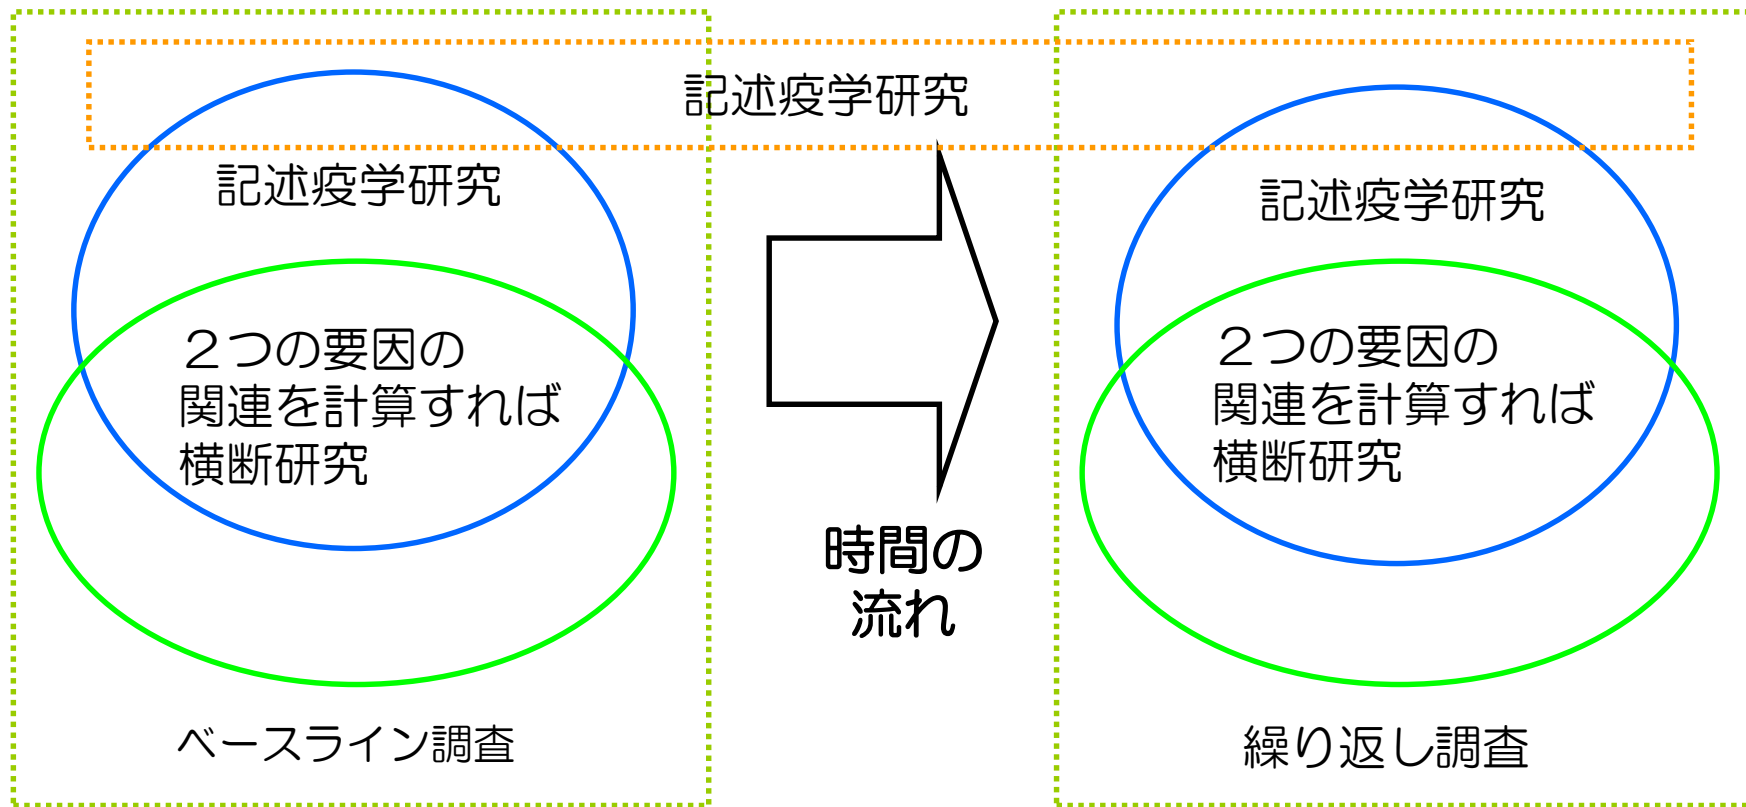 記述疫学研究
記述疫学研究
２つの要因の
関連を計算すれば
横断研究
ベースライン調査
時間の
流れ
記述疫学研究
２つの要因の
関連を計算すれば
横断研究
繰り返し調査